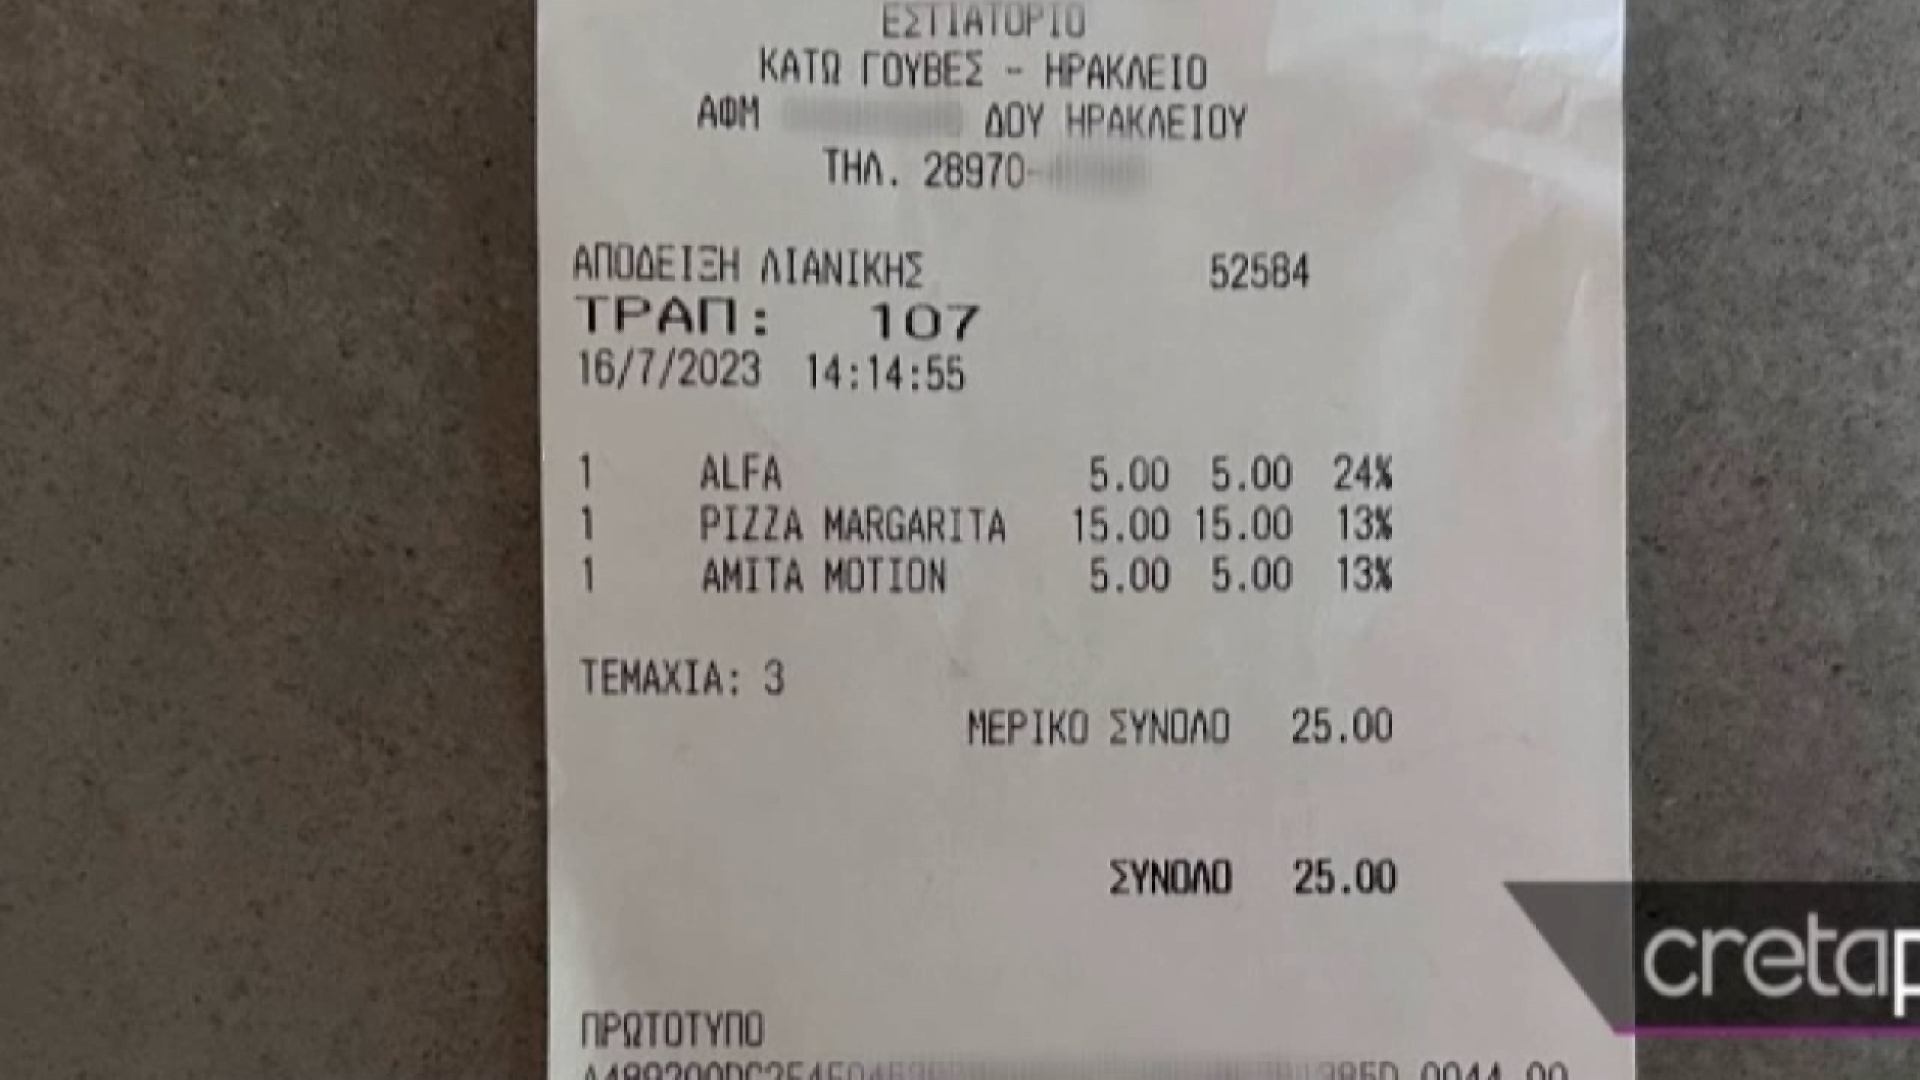 ΕΣΤΙΑΤΟΡΙΟ
ΚΑΤΩ ΓΟΥΒΕΣ - ΗΡΑΚΛΕΙΟ
ΑΦΜ ΔΟΥ ΗΡΑΚΛΕΙΟΥ
ΤΗΛ. 28970-
ΑΠΟΔΕΙΞΗ ΛΙΑΝΙΚΗΣ 52584
ΤΡΑΠ: 107
16/7/2023 14:14:55
1 ALFA 5.00 5.00 24%
1 PIZZA MARGARITA 15.00 15.00 13%
1 AMITA MOTION 5.00 5.00 13%
ΤΕΜΑΧΙΑ: 3
ΜΕΡΙΚΟ ΣΥΝΟΛΟ 25.00
ΣΥΝΟΛΟ 25.00
cretap
ΠΡΩΤΟΤΥΠΟ